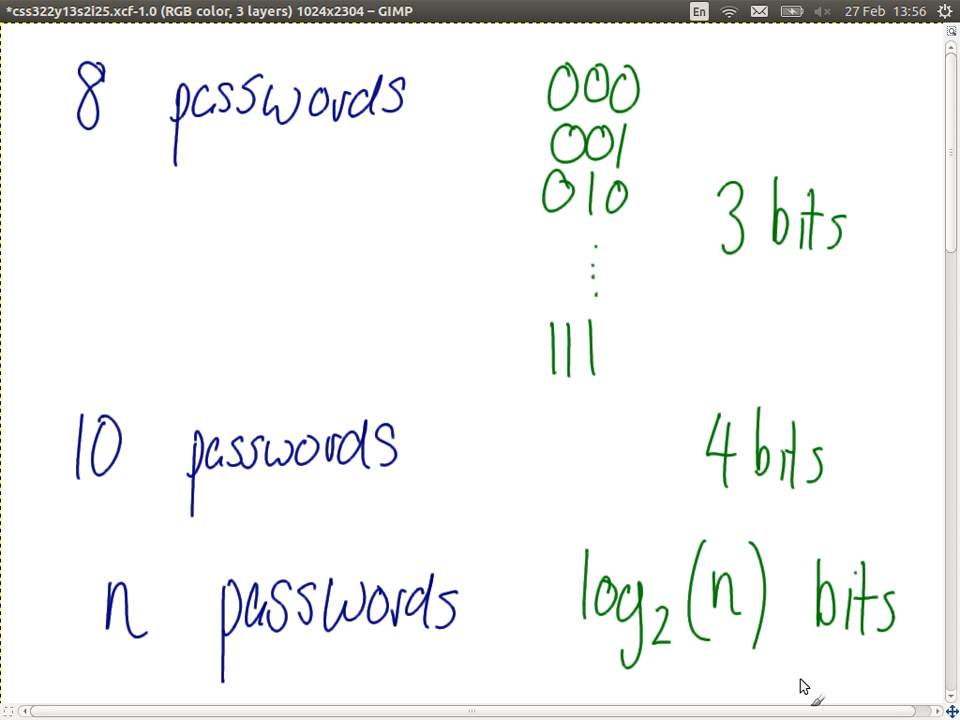 *css322y13s2i25.xcf-1.0 (RGB color, 3 layers) 1024x2304 – GIMP
En
27 Feb 13:56
8 passwords
000
001
010
3 bits
⋮
111
10 passwords
4 bits
n passwords
log₂(n) bits